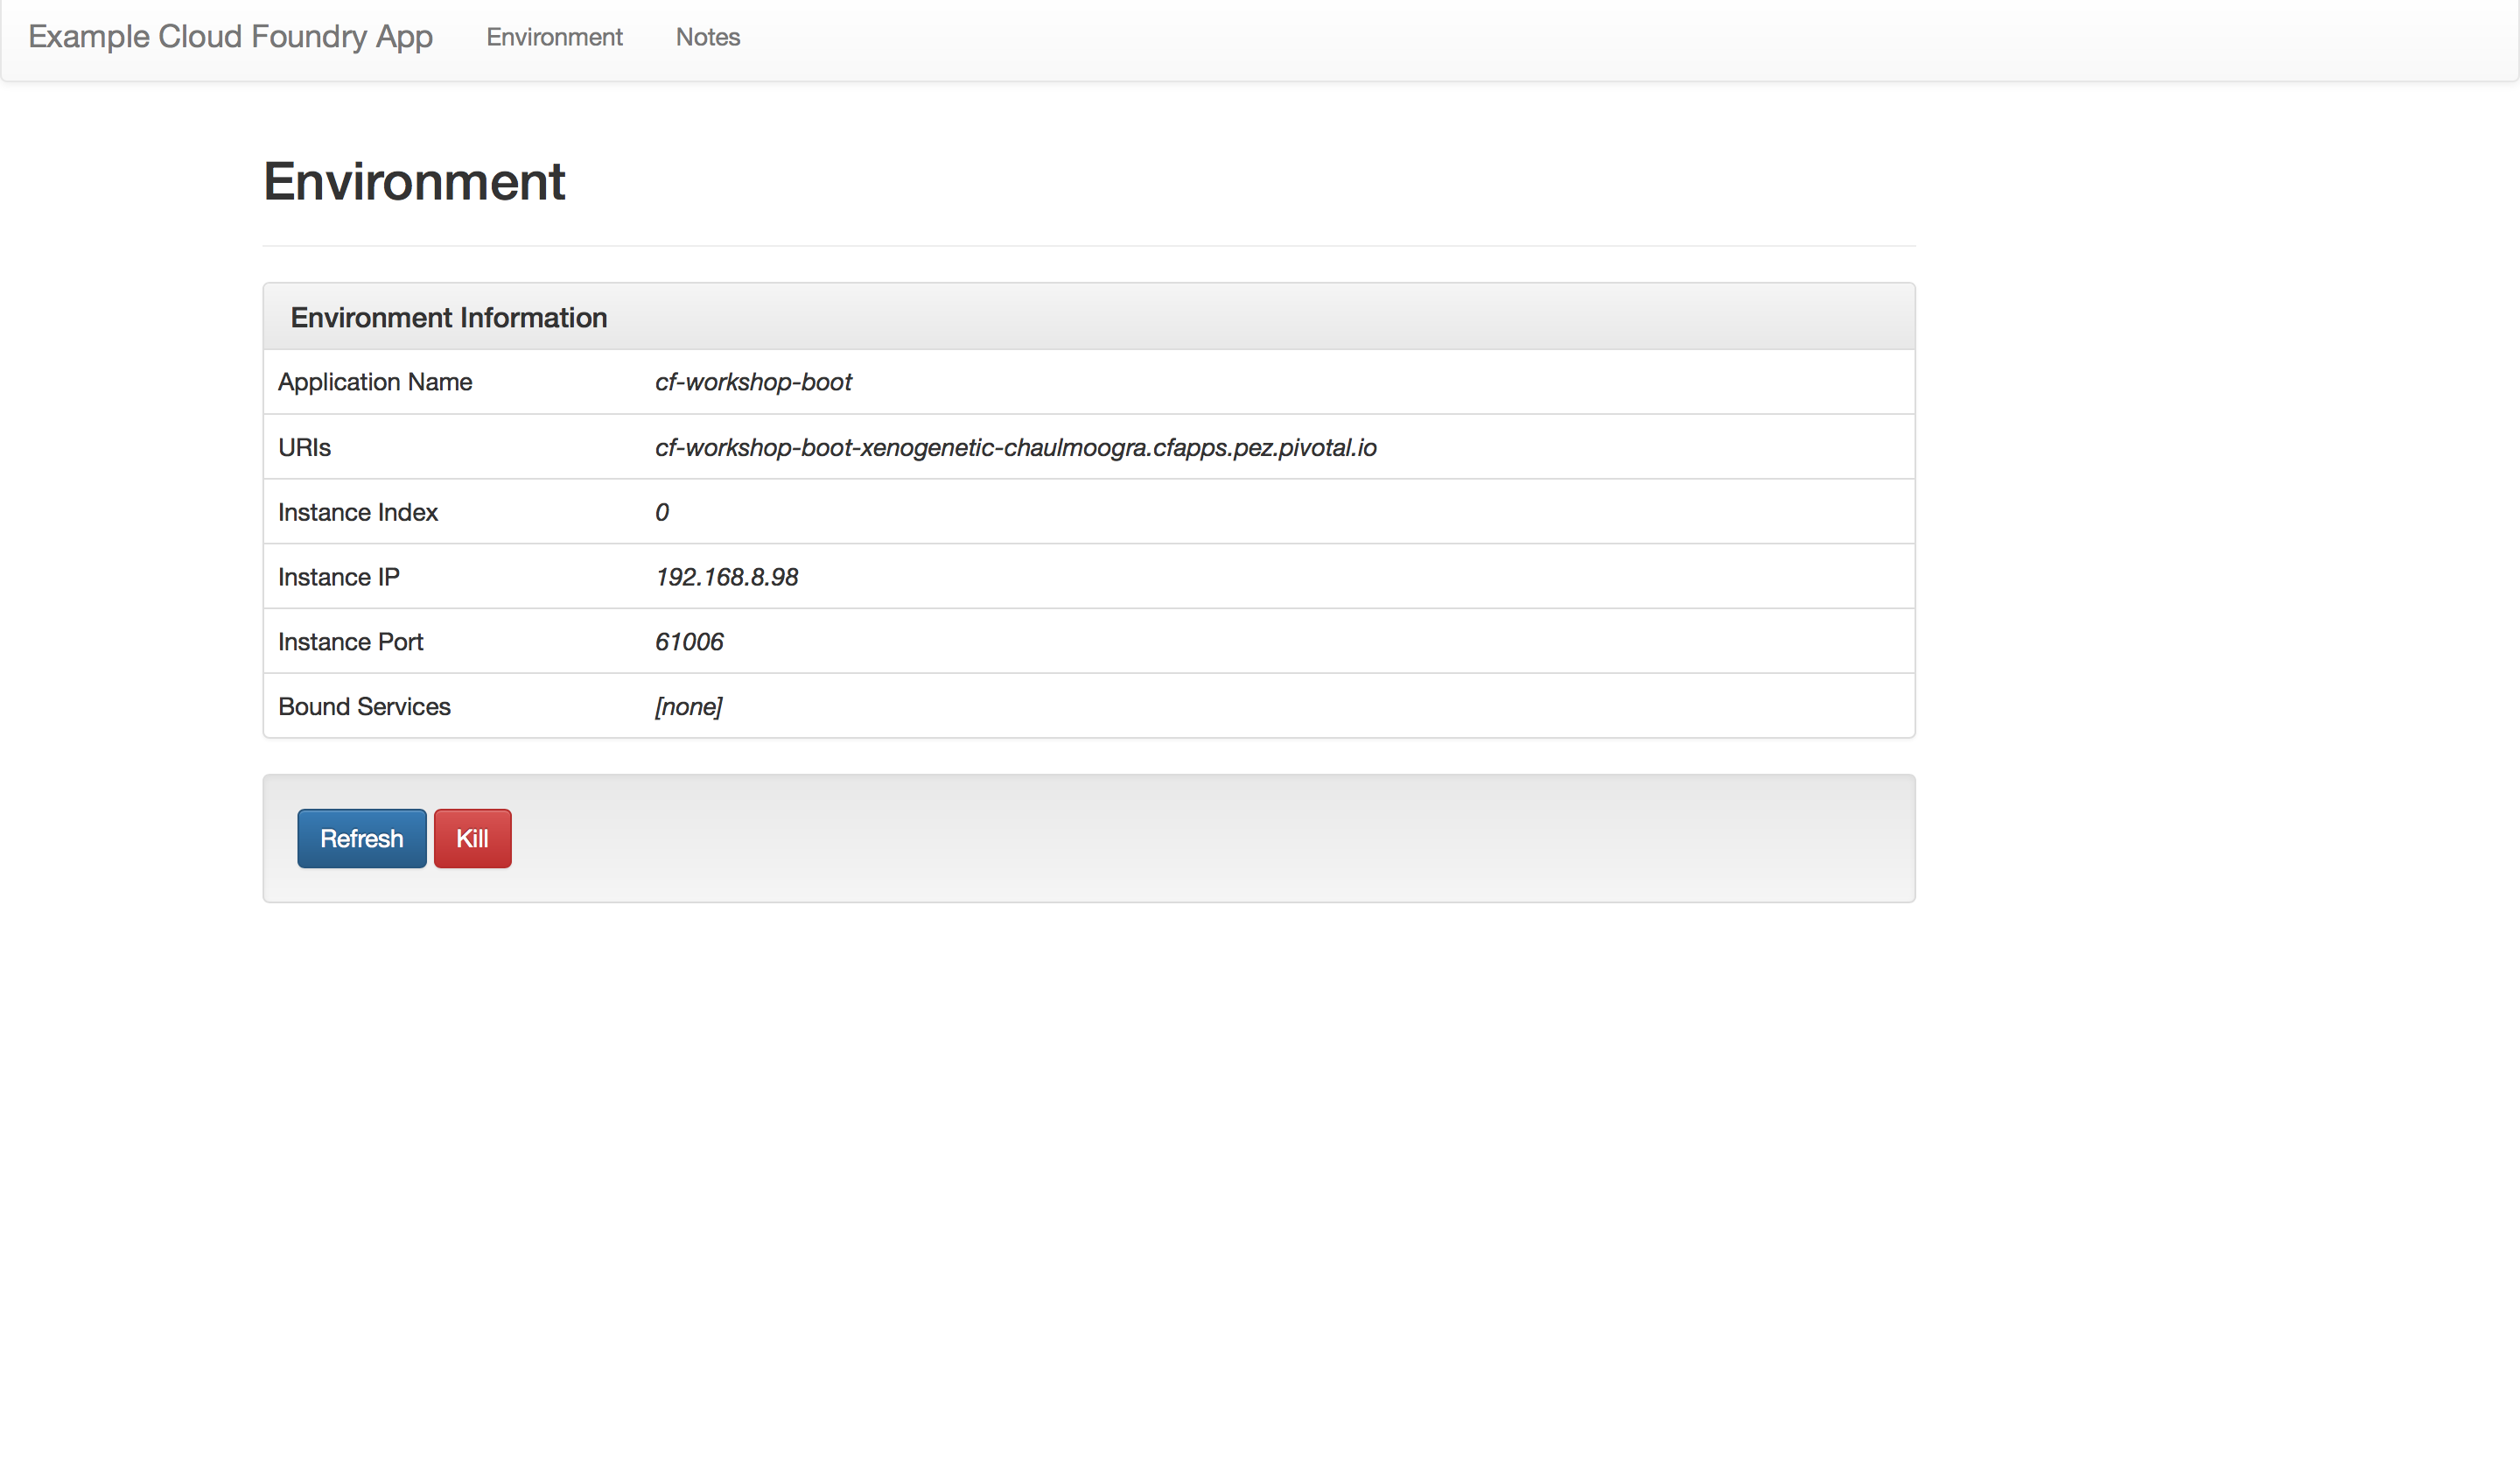 Example Cloud Foundry App Environment Notes
Environment
Environment Information
Application Name cf-workshop-boot
URIs cf-workshop-boot-xenogenetic-chaulmoogra.cfapps.pez.pivotal.io
Instance Index 0
Instance IP 192.168.8.98
Instance Port 61006
Bound Services [none]
Refresh Kill